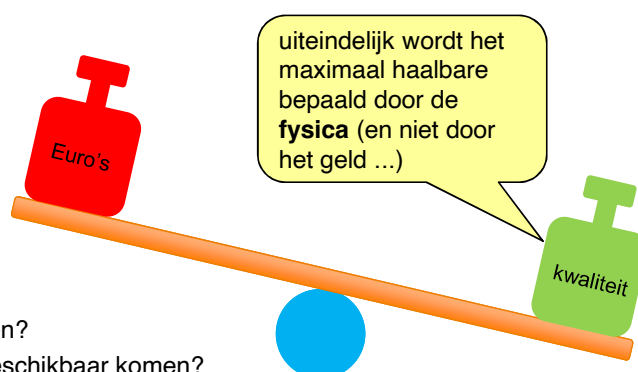 uiteindelijk wordt het
maximaal haalbare
bepaald door de
fysica (en niet door
het geld ...)
Euro's
kwaliteit